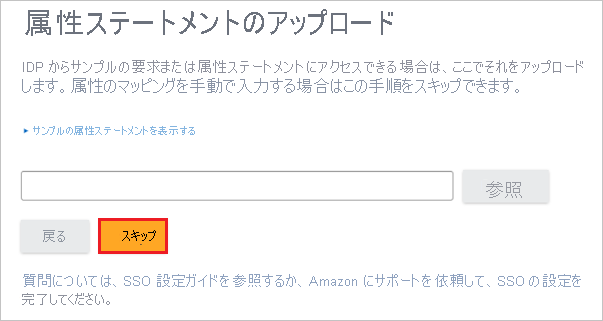 属性ステートメントのアップロード
IDP からサンプルの要求または属性ステートメントにアクセスできる場合は、ここでそれをアップロード
します。属性のマッピングを手動で入力する場合はこの手順をスキップできます。
サンプルの属性ステートメントを表示する
参照
戻る
スキップ
質問については、SSO 設定ガイドを参照するか、Amazon にサポートを依頼して、SSO の設定を
完了してください。